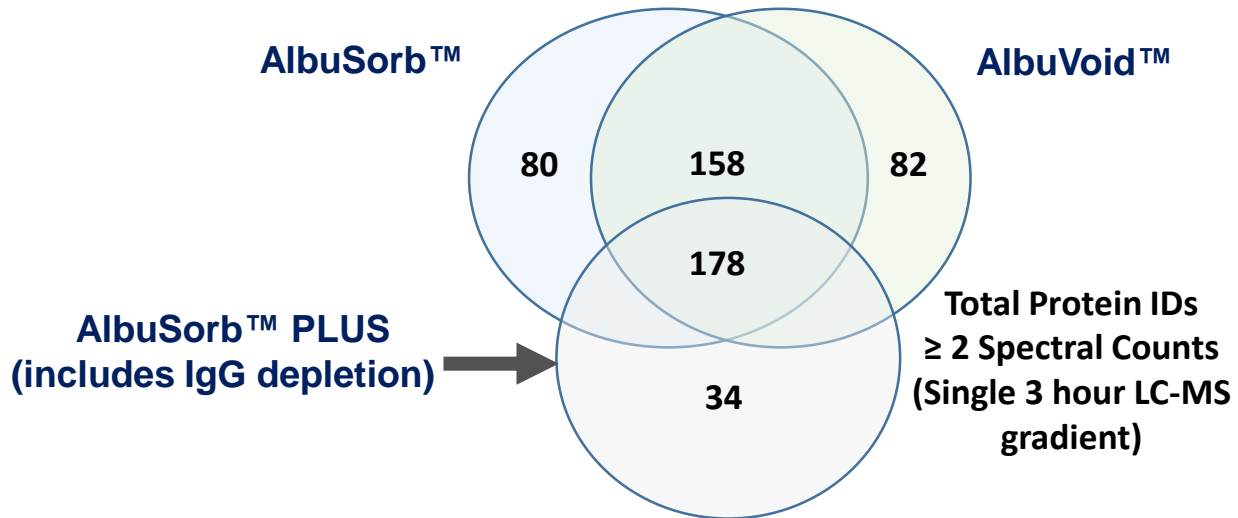 AlbuSorb™
AlbuVoid™
80
158
82
178
AlbuSorb™ PLUS
(includes IgG depletion)
Total Protein IDs
≥ 2 Spectral Counts
(Single 3 hour LC-MS
gradient)
34